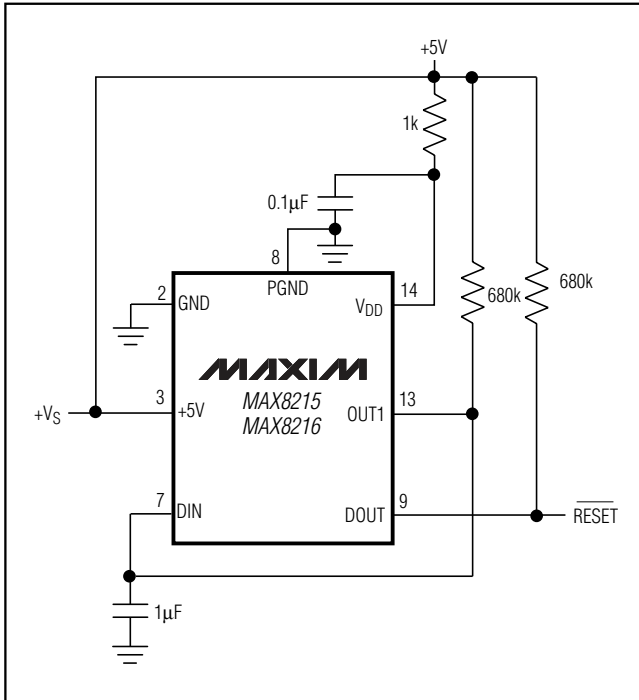 +5V
1k
0.1μF
8
PGND
2
GND
14
VDD
680k
680k
MAXIM
MAX8215
MAX8216
+VS
3
+5V
13
OUT1
7
DIN
9
DOUT
RESET
1μF